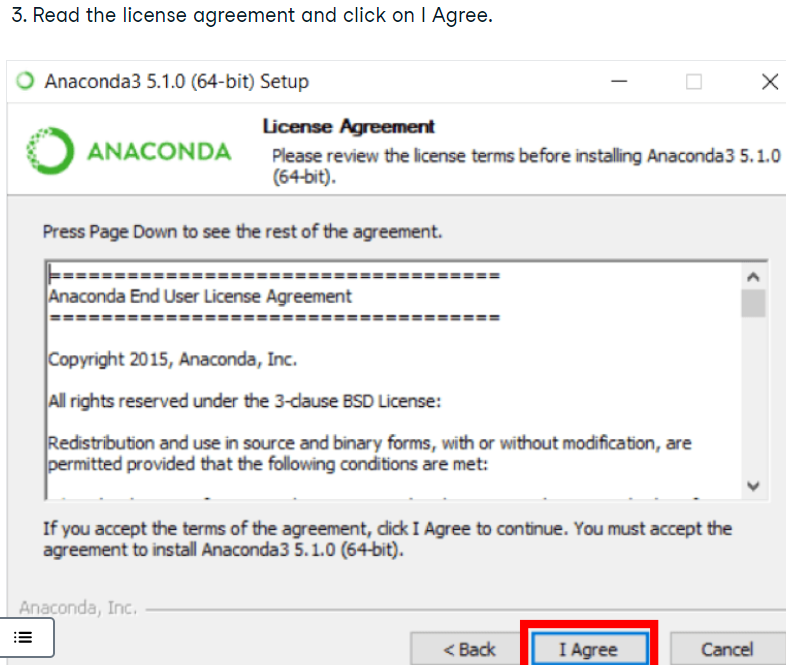 3. Read the license agreement and click on I Agree.
Anaconda3 5.1.0 (64-bit) Setup
ANACONDA
License Agreement
Please review the license terms before installing Anaconda3 5.1.0
(64-bit).
Press Page Down to see the rest of the agreement.
===================================
Anaconda End User License Agreement
===================================
Copyright 2015, Anaconda, Inc.
All rights reserved under the 3-clause BSD License:
Redistribution and use in source and binary forms, with or without modification, are
permitted provided that the following conditions are met:
If you accept the terms of the agreement, click I Agree to continue. You must accept the
agreement to install Anaconda3 5.1.0 (64-bit).
Anaconda, Inc.
< Back
I Agree
Cancel